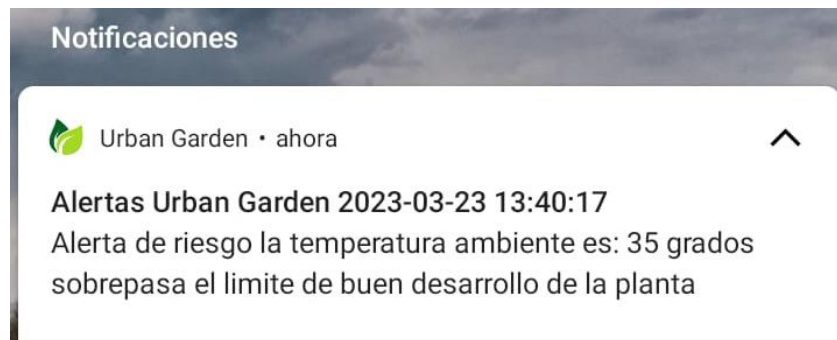 Notificaciones
Urban Garden • ahora
Alertas Urban Garden 2023-03-23 13:40:17
Alerta de riesgo la temperatura ambiente es: 35 grados
sobrepasa el limite de buen desarrollo de la planta